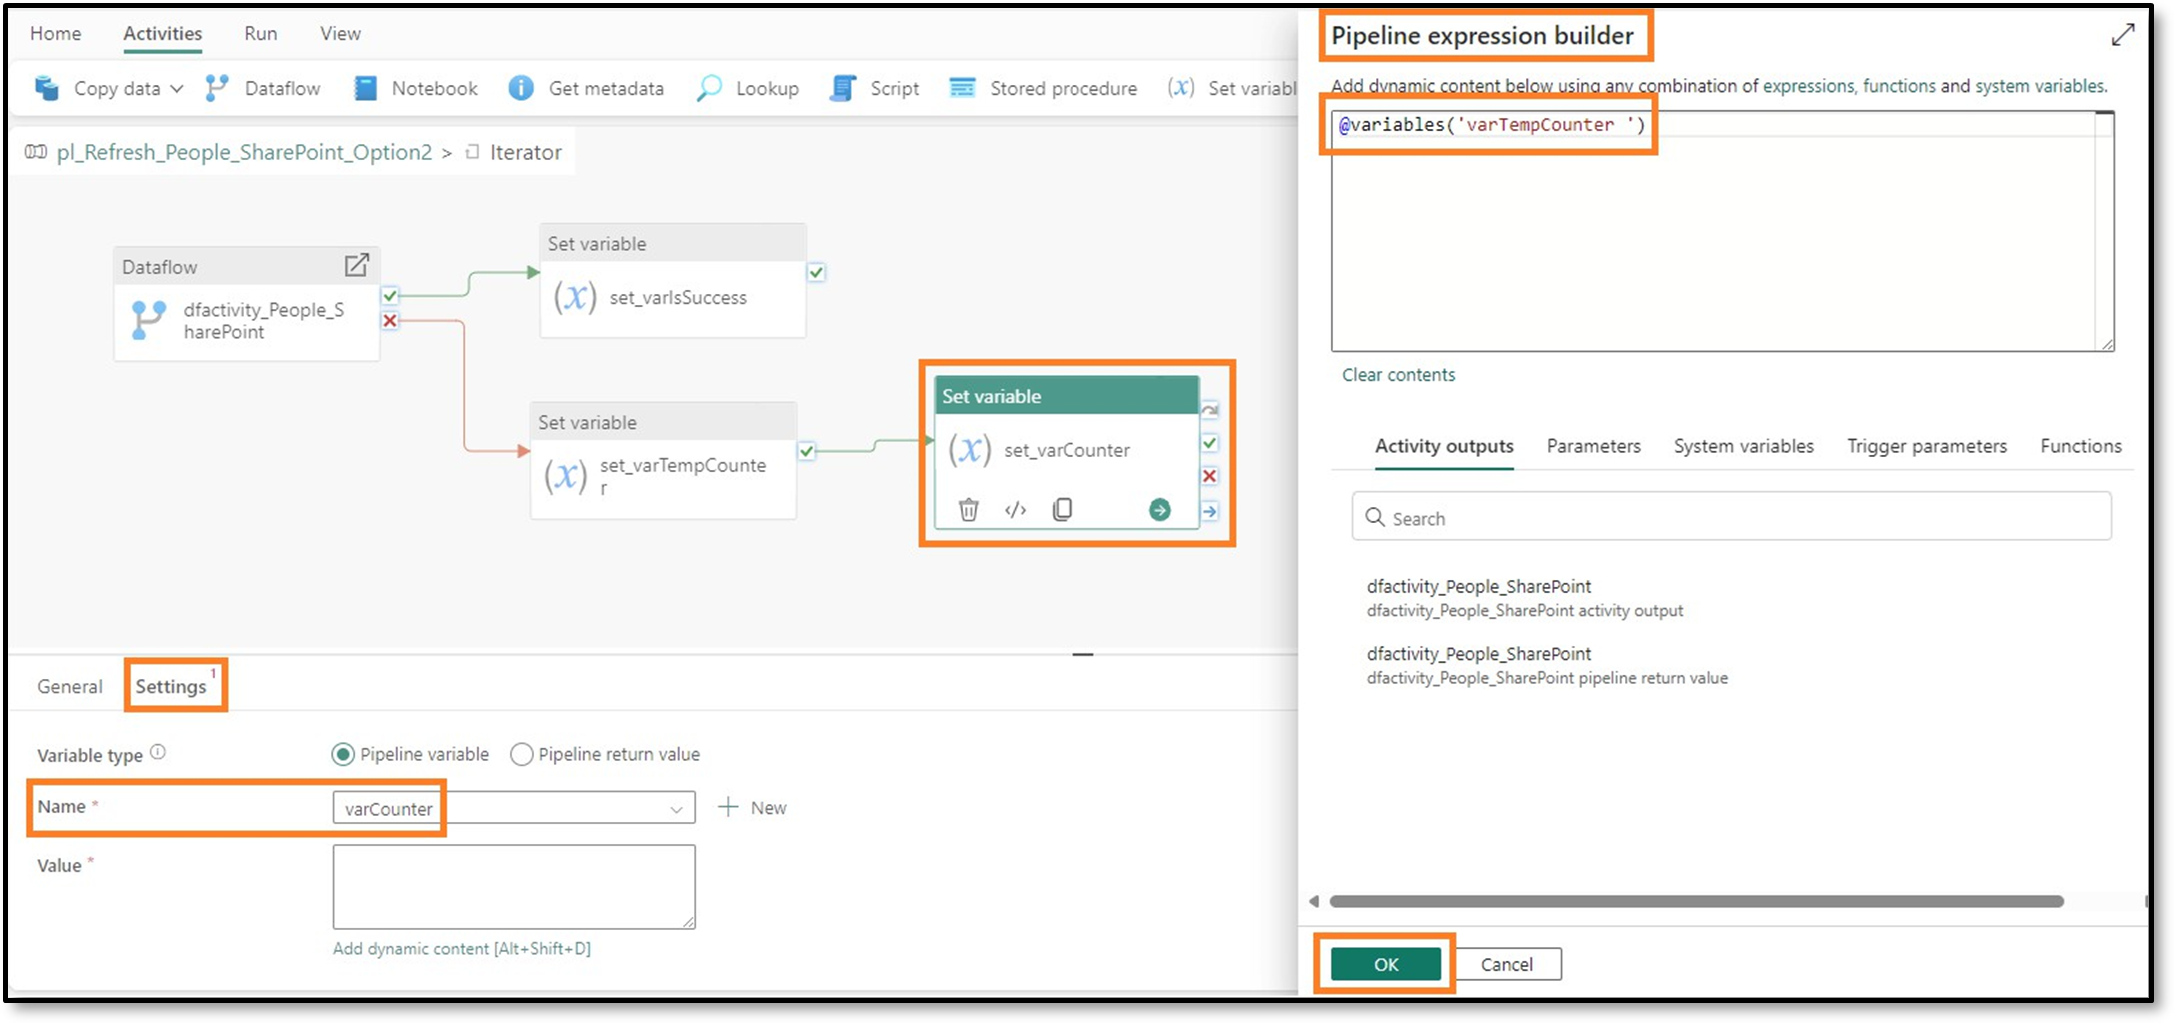 Home Activities Run View
Copy data Dataflow Notebook Get metadata Lookup Script Stored procedure (x) Set variabl
pl_Refresh_People_SharePoint_Option2 > Iterator
Dataflow
dfactivity_People_S
harePoint
Set variable
(x) set_varIsSuccess
Set variable
(x) set_varTempCounte
r
Set variable
(x) set_varCounter
</>
General Settings 1
Variable type Pipeline variable Pipeline return value
Name * varCounter New
Value *
Add dynamic content [Alt+Shift+D]
Pipeline expression builder
Add dynamic content below using any combination of expressions, functions and system variables.
@variables('varTempCounter ')
Clear contents
Activity outputs Parameters System variables Trigger parameters Functions
Search
dfactivity_People_SharePoint
dfactivity_People_SharePoint activity output
dfactivity_People_SharePoint
dfactivity_People_SharePoint pipeline return value
OK Cancel